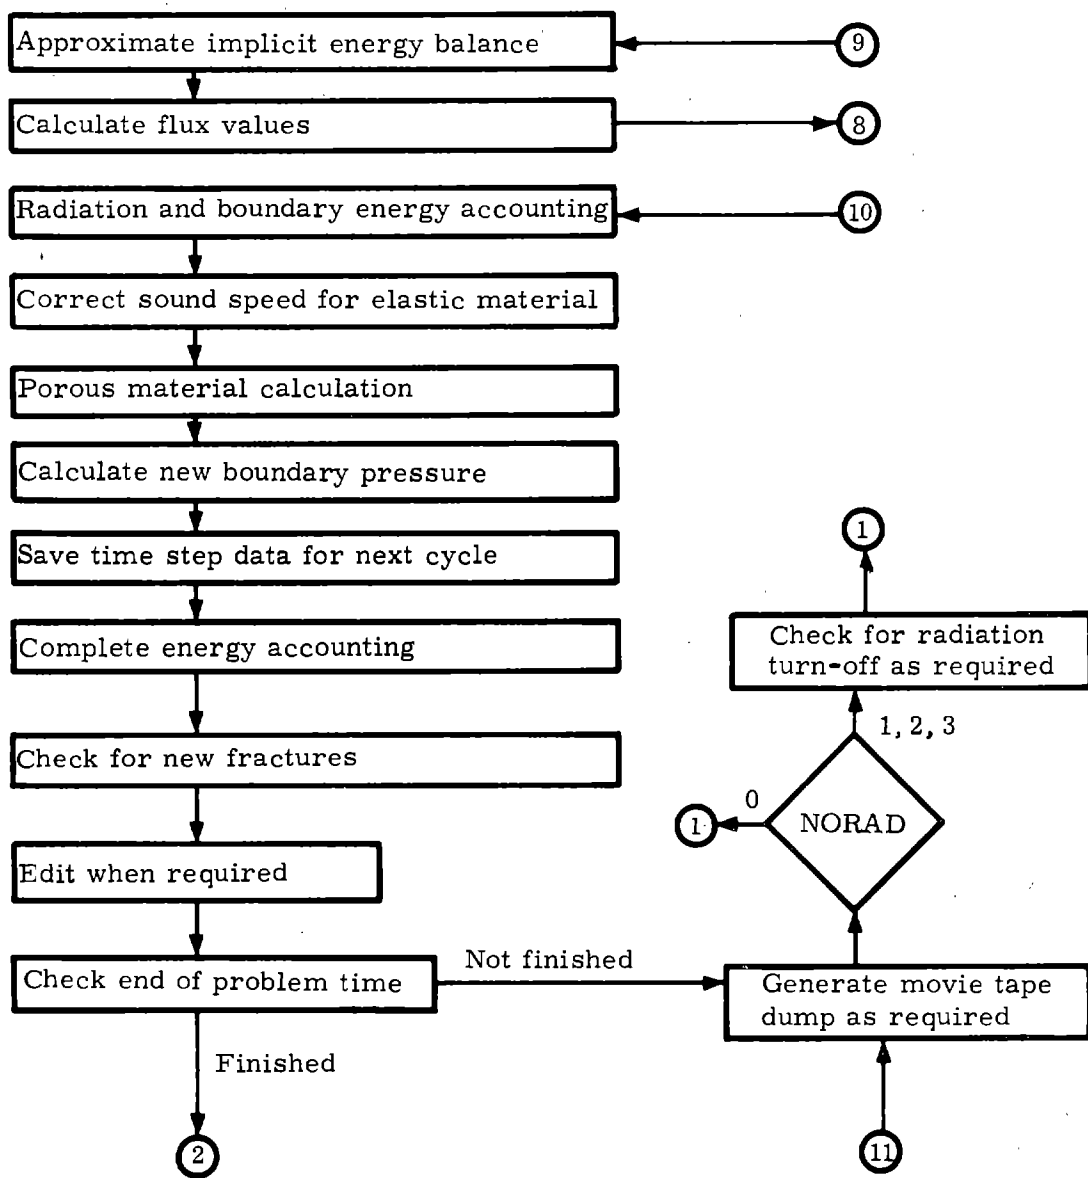 Approximate implicit energy balance
9
Calculate flux values
8
Radiation and boundary energy accounting
10
Correct sound speed for elastic material
Porous material calculation
Calculate new boundary pressure
Save time step data for next cycle
Complete energy accounting
Check for new fractures
Edit when required
Check end of problem time
Not finished
Finished
2
1
Check for radiation
turn-off as required
1, 2, 3
0
1
NORAD
Generate movie tape
dump as required
11